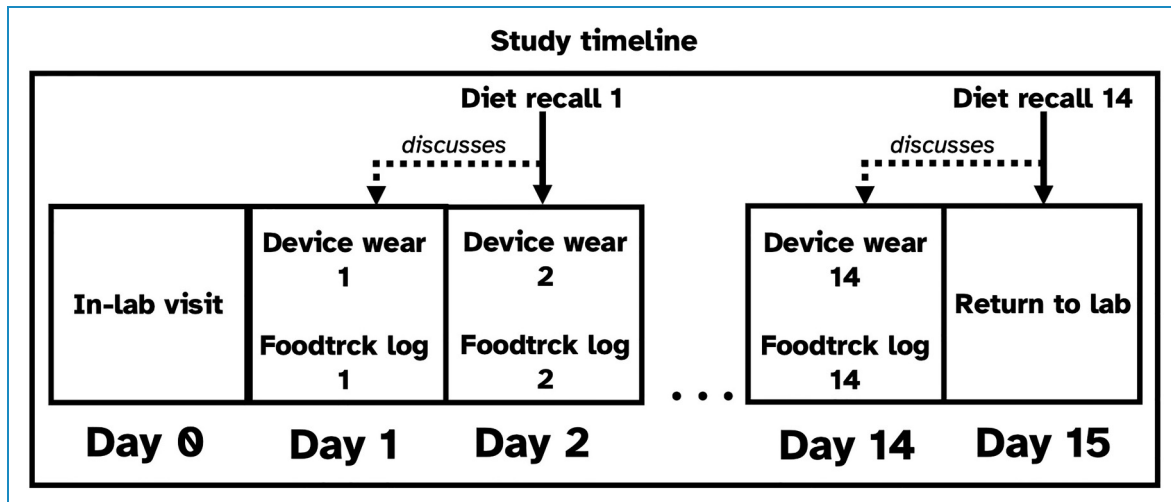 Study timeline
Diet recall 1
Diet recall 14
discusses
discusses
In-lab visit
Device wear
1
Foodtrck log
1
Device wear
2
Foodtrck log
2
. . .
Device wear
14
Foodtrck log
14
Return to lab
Day 0
Day 1
Day 2
Day 14
Day 15